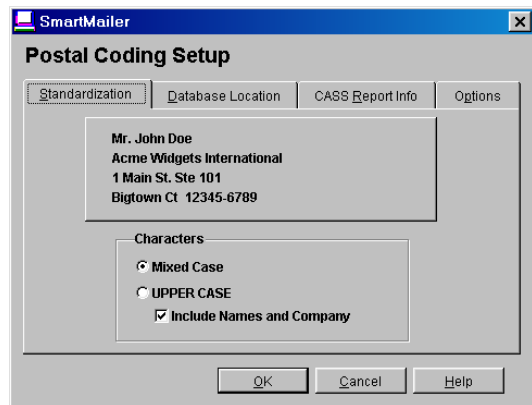 SmartMailer
Postal Coding Setup
Standardization Database Location CASS Report Info Options
Mr. John Doe
Acme Widgets International
1 Main St. Ste 101
Bigtown Ct 12345-6789
Characters
Mixed Case
UPPER CASE
Include Names and Company
OK Cancel Help